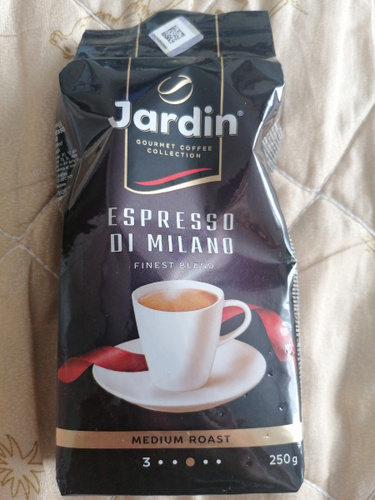 Jardin®
GOURMET COFFEE
COLLECTION
ESPRESSO
DI MILANO
FINEST BLEND
MEDIUM ROAST
3
250g